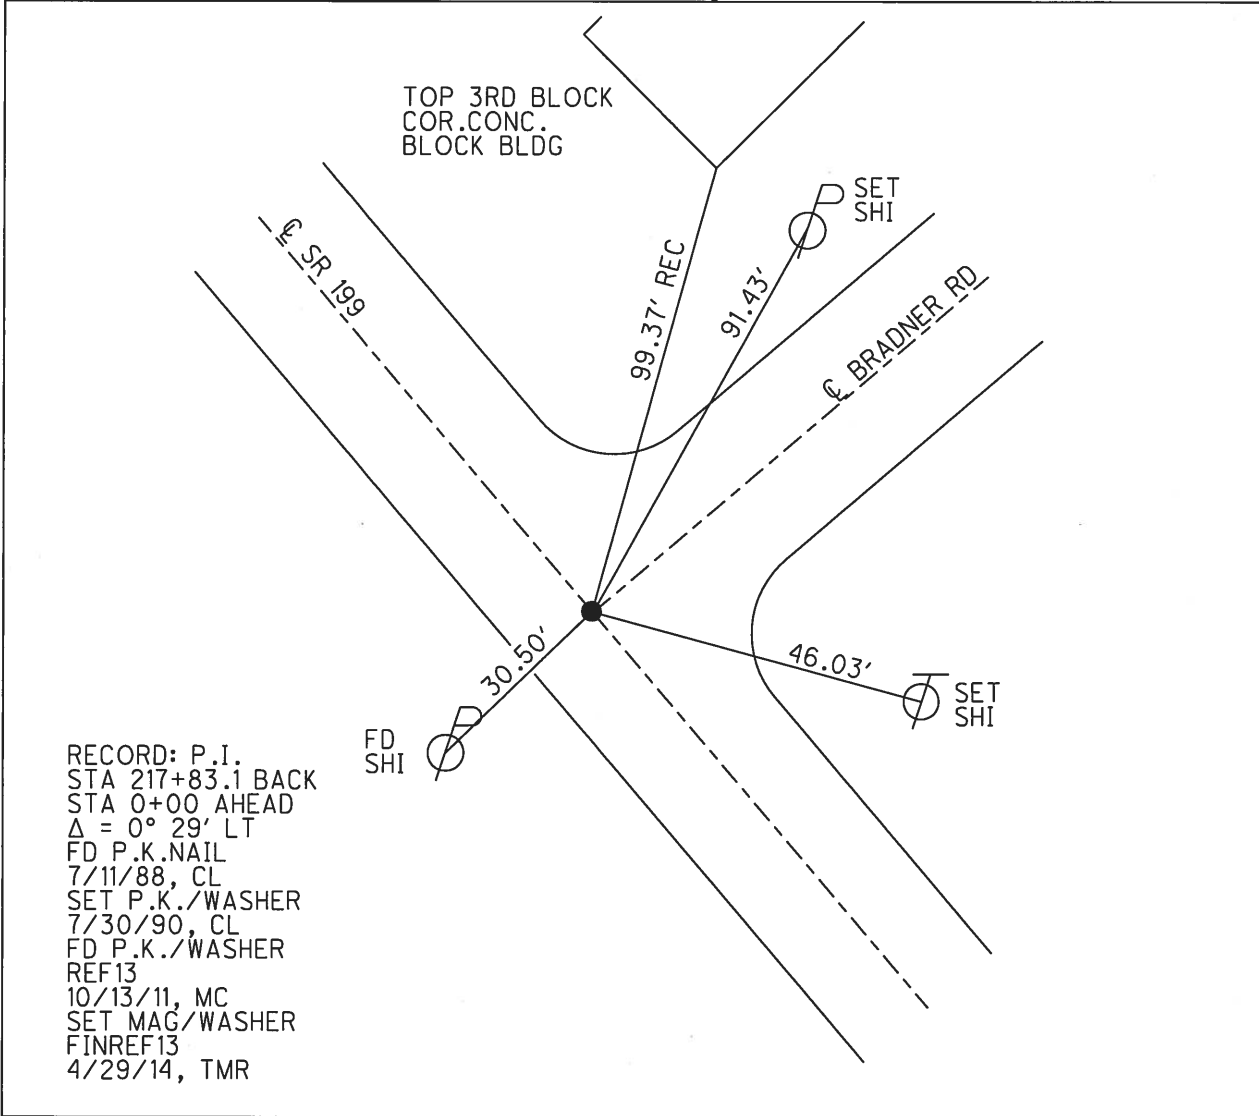 TOP 3RD BLOCK
COR.CONC.
BLOCK BLDG
SET
SHI
℄ SR 199
99.37' REC
91.43'
℄ BRADNER RD
30.50'
46.03'
SET
SHI
FD
SHI
RECORD: P.I.
STA 217+83.1 BACK
STA 0+00 AHEAD
Δ = 0° 29' LT
FD P.K.NAIL
7/11/88, CL
SET P.K./WASHER
7/30/90, CL
FD P.K./WASHER
REF13
10/13/11, MC
SET MAG/WASHER
FINREF13
4/29/14, TMR